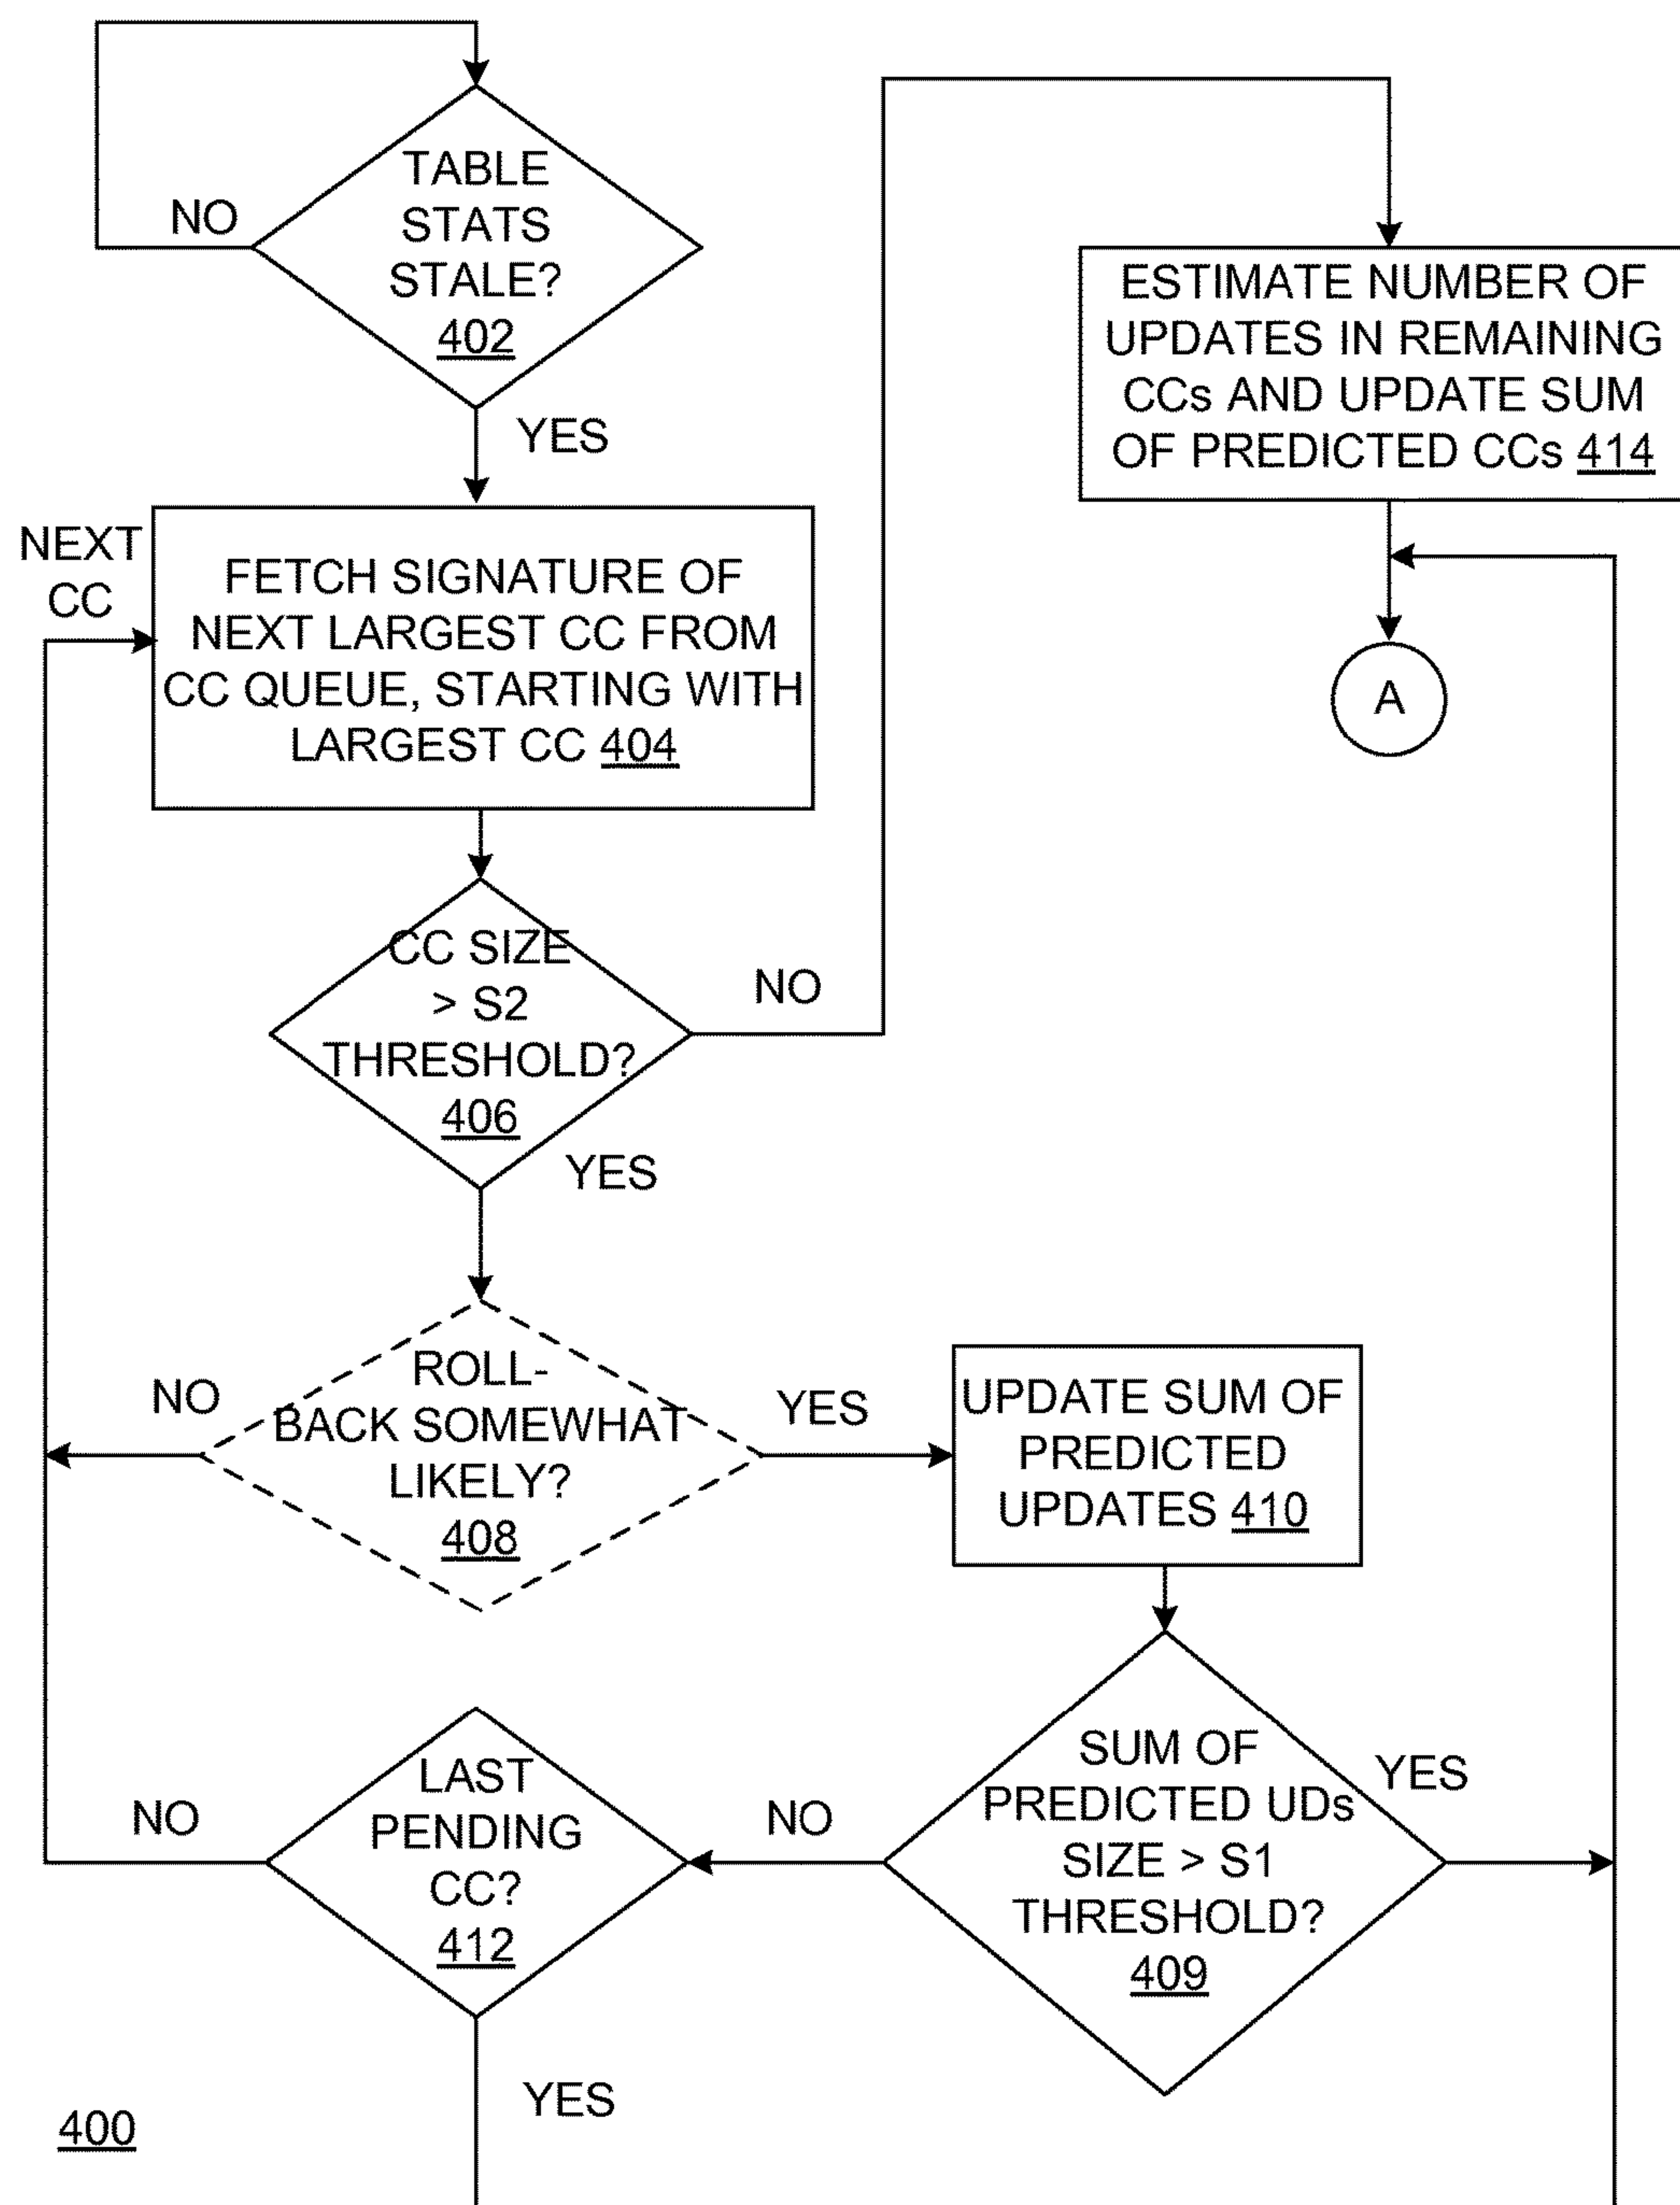 TABLE
STATS
STALE?
402
NO
YES
NEXT
CC
FETCH SIGNATURE OF
NEXT LARGEST CC FROM
CC QUEUE, STARTING WITH
LARGEST CC 404
CC SIZE
> S2
THRESHOLD?
406
NO
YES
ESTIMATE NUMBER OF
UPDATES IN REMAINING
CCs AND UPDATE SUM
OF PREDICTED CCs 414
A
ROLL-
BACK SOMEWHAT
LIKELY?
408
NO
YES
UPDATE SUM OF
PREDICTED
UPDATES 410
SUM OF
PREDICTED UDs
SIZE > S1
THRESHOLD?
409
YES
NO
LAST
PENDING
CC?
412
NO
YES
400